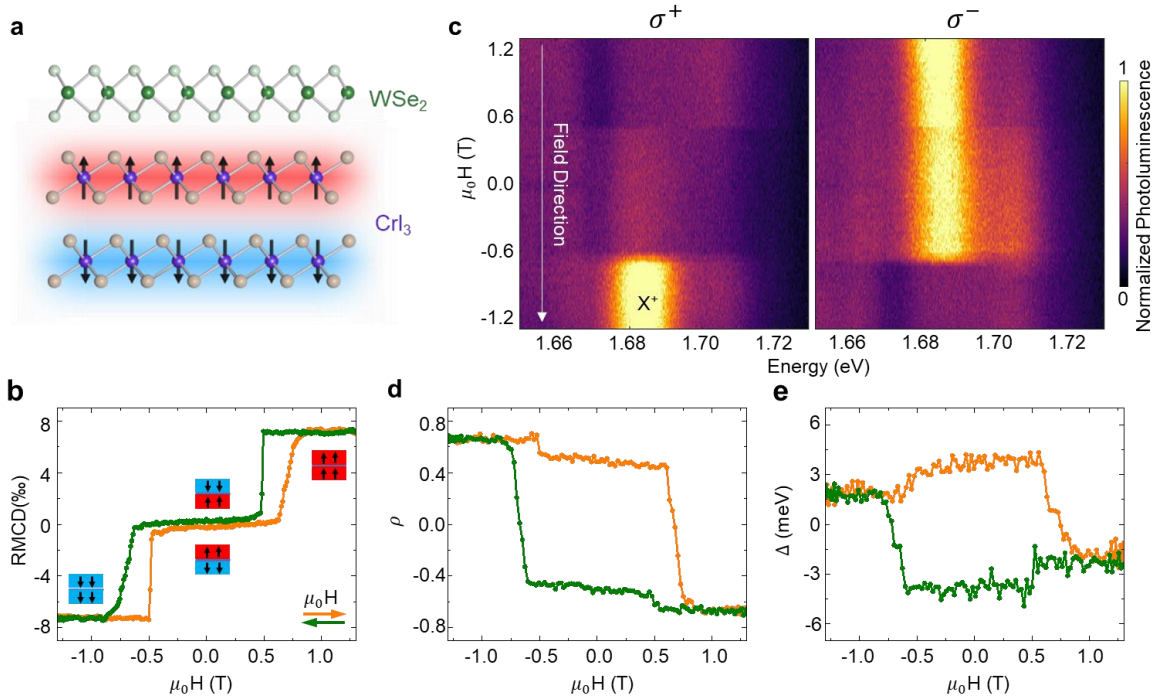 a
WSe₂
CrI₃
c
σ⁺
σ⁻
1.2
0.6
0.0
-0.6
-1.2
μ₀H (T)
Field Direction
X⁺
1.66 1.68 1.70 1.72
1.66 1.68 1.70 1.72
Energy (eV)
1
0
Normalized Photoluminescence
b
8
4
0
-4
-8
RMCD(‰)
μ₀H
-1.0 -0.5 0.0 0.5 1.0
μ₀H (T)
d
0.8
0.4
0.0
-0.4
-0.8
ρ
-1.0 -0.5 0.0 0.5 1.0
μ₀H (T)
e
6
3
0
-3
-6
Δ (meV)
-1.0 -0.5 0.0 0.5 1.0
μ₀H (T)